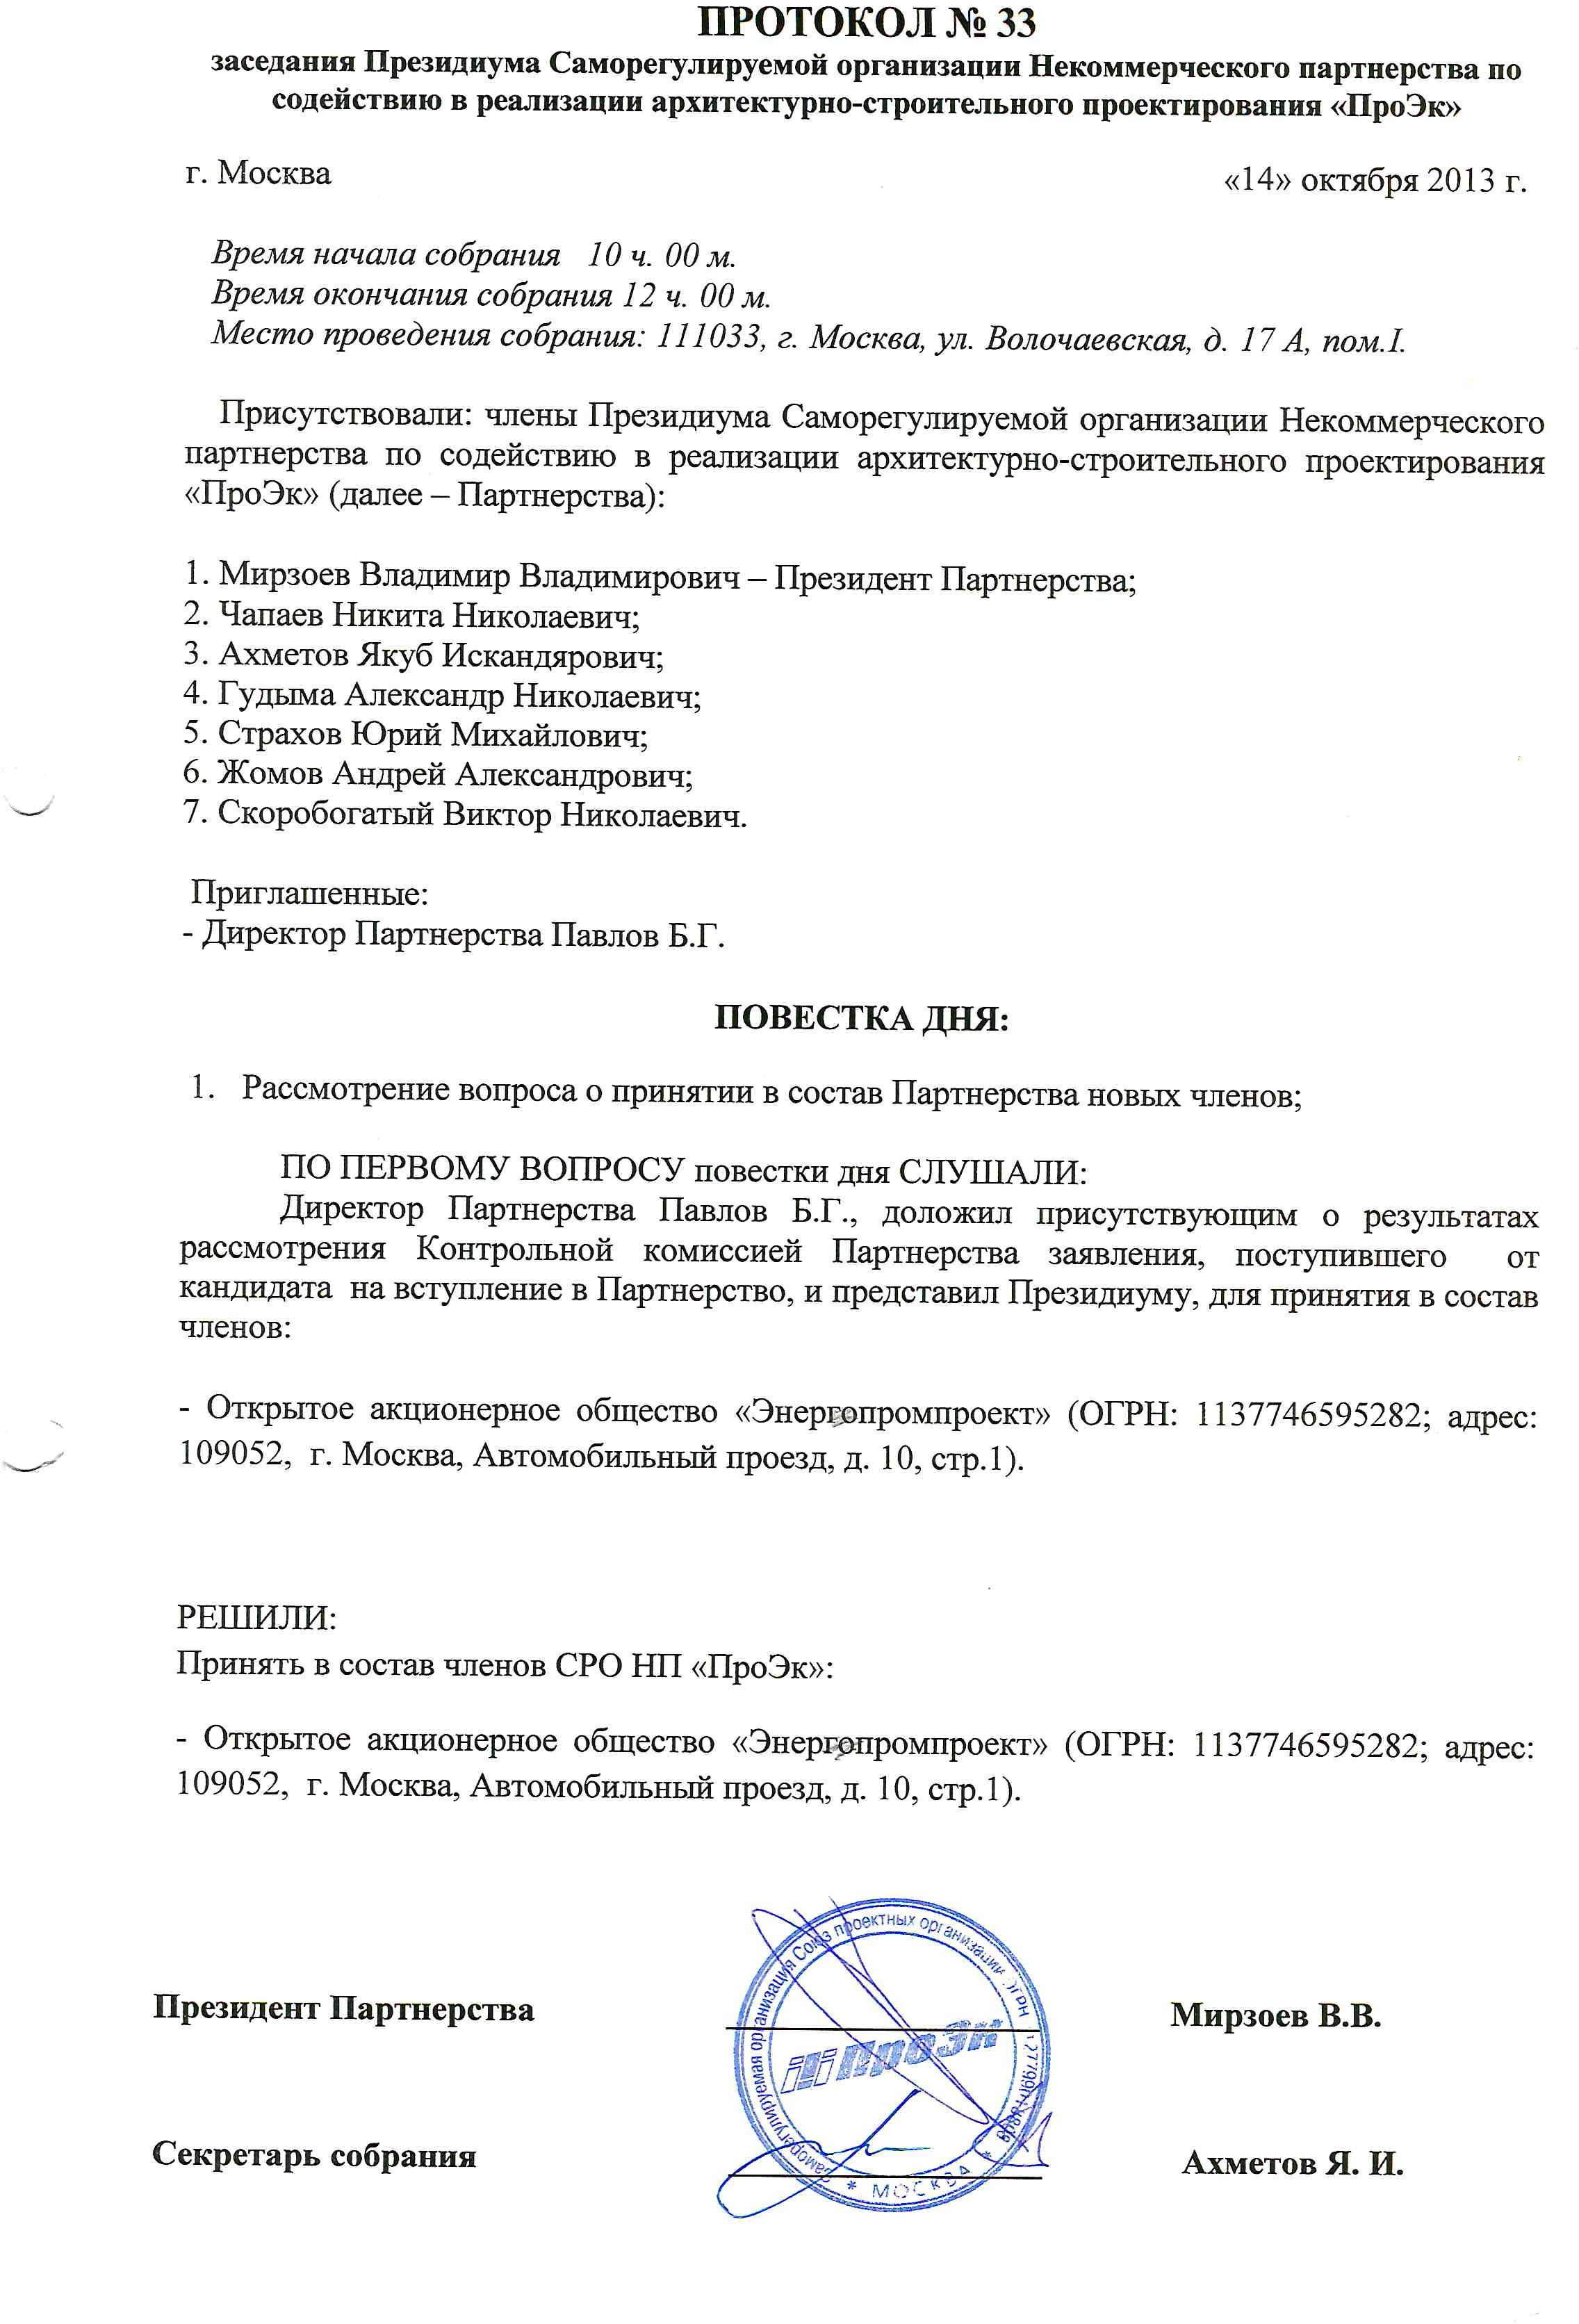 ПРОТОКОЛ № 33
заседания Президиума Саморегулируемой организации Некоммерческого партнерства по
содействию в реализации архитектурно-строительного проектирования «ПроЭк»
г. Москва «14» октября 2013 г.
Время начала собрания 10 ч. 00 м.
Время окончания собрания 12 ч. 00 м.
Место проведения собрания: 111033, г. Москва, ул. Волочаевская, д. 17 А, пом.I.
Присутствовали: члены Президиума Саморегулируемой организации Некоммерческого
партнерства по содействию в реализации архитектурно-строительного проектирования
«ПроЭк» (далее – Партнерства):
1. Мирзоев Владимир Владимирович – Президент Партнерства;
2. Чапаев Никита Николаевич;
3. Ахметов Якуб Искандярович;
4. Гудыма Александр Николаевич;
5. Страхов Юрий Михайлович;
6. Жомов Андрей Александрович;
7. Скоробогатый Виктор Николаевич.
Приглашенные:
- Директор Партнерства Павлов Б.Г.
ПОВЕСТКА ДНЯ:
1. Рассмотрение вопроса о принятии в состав Партнерства новых членов;
ПО ПЕРВОМУ ВОПРОСУ повестки дня СЛУШАЛИ:
Директор Партнерства Павлов Б.Г., доложил присутствующим о результатах
рассмотрения Контрольной комиссией Партнерства заявления, поступившего от
кандидата на вступление в Партнерство, и представил Президиуму, для принятия в состав
членов:
- Открытое акционерное общество «Энергопромпроект» (ОГРН: 1137746595282; адрес:
109052, г. Москва, Автомобильный проезд, д. 10, стр.1).
РЕШИЛИ:
Принять в состав членов СРО НП «ПроЭк»:
- Открытое акционерное общество «Энергопромпроект» (ОГРН: 1137746595282; адрес:
109052, г. Москва, Автомобильный проезд, д. 10, стр.1).
Президент Партнерства Мирзоев В.В.
Саморегулируемая организация Союз проектных организаций
ПроЭк
* МОСКВА *
Секретарь собрания Ахметов Я. И.